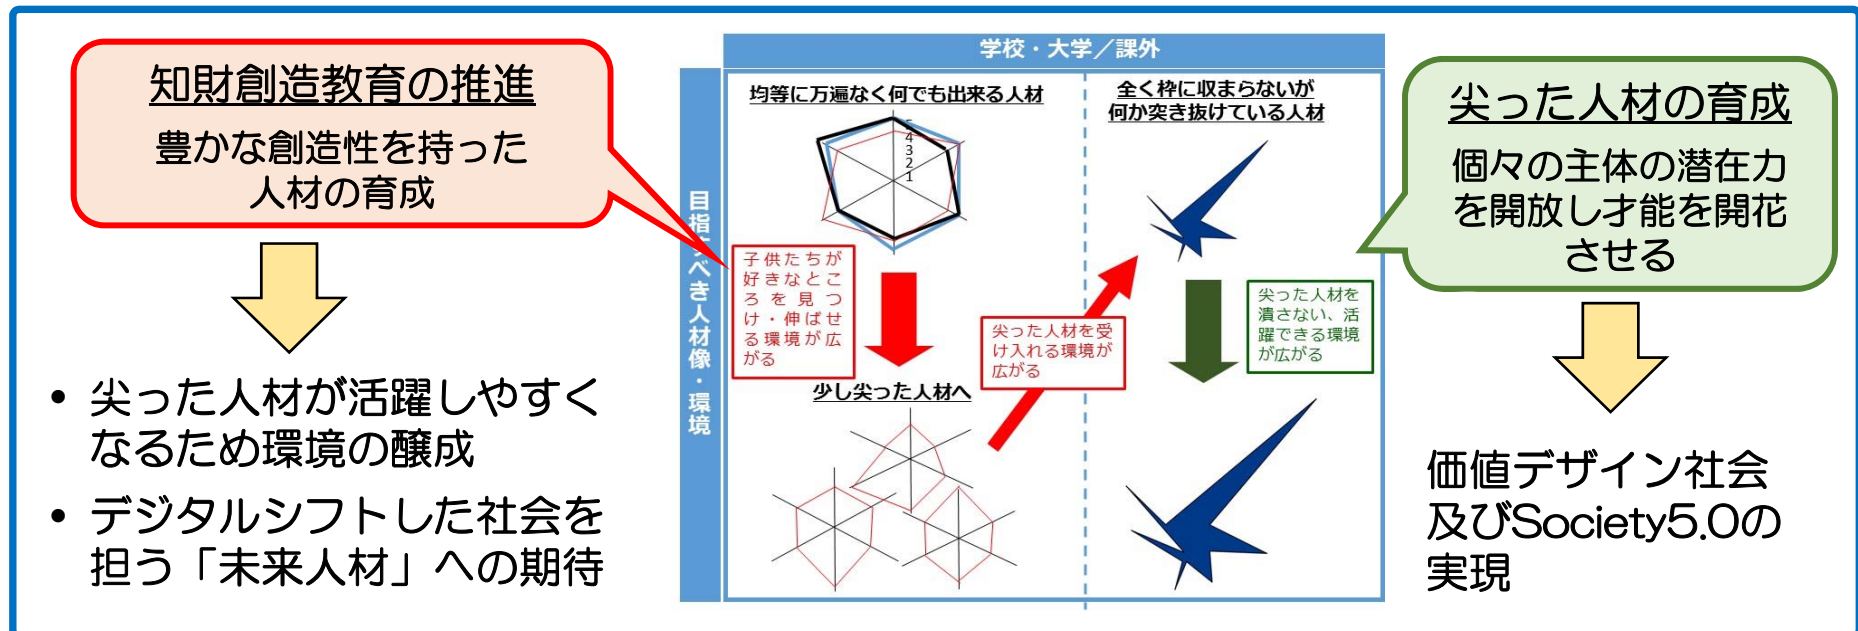 知財創造教育の推進
豊かな創造性を持った
人材の育成
• 尖った人材が活躍しやすく
なるため環境の醸成
• デジタルシフトした社会を
担う「未来人材」への期待
学校・大学／課外
目指すべき人材像・環境
均等に万遍なく何でも出来る人材
5
4
3
2
1
子供たちが
好きなとこ
ろを見つ
け・伸ばせ
る環境が広
がる
少し尖った人材へ
尖った人材を受
け入れる環境が
広がる
全く枠に収まらないが
何か突き抜けている人材
尖った人材を
潰さない、活
躍できる環境
が広がる
尖った人材の育成
個々の主体の潜在力
を開放し才能を開花
させる
価値デザイン社会
及びSociety5.0の
実現